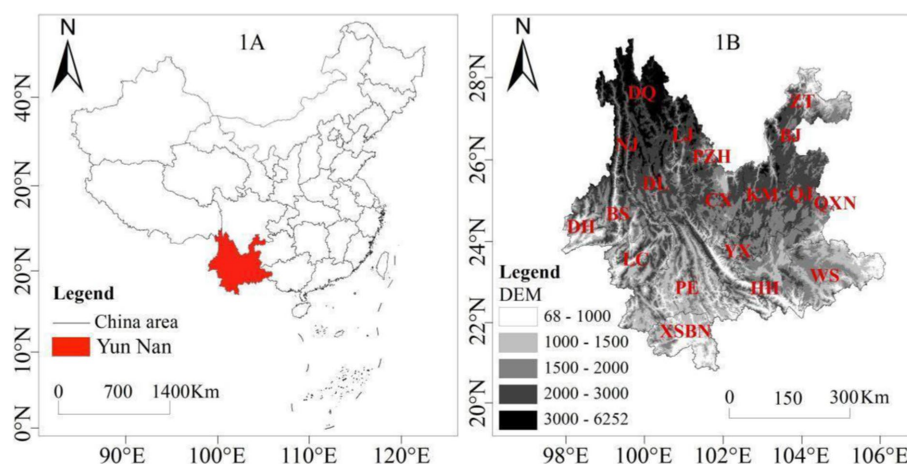 N
1A
40°N
20°N
20°N
10°N
0°N
Legend
China area
Yun Nan
0 700 1400Km
90°E 100°E 110°E 120°E
N
1B
28°N
26°N
24°N
22°N
20°N
DQ
ZT
NJ
LJ
PZH
DL
CX
KM
QJ
QXN
BS
DH
LC
YX
WS
PE
HH
XSBN
Legend
DEM
68 - 1000
1000 - 1500
1500 - 2000
2000 - 3000
3000 - 6252
0 150 300Km
98°E 100°E 102°E 104°E 106°E